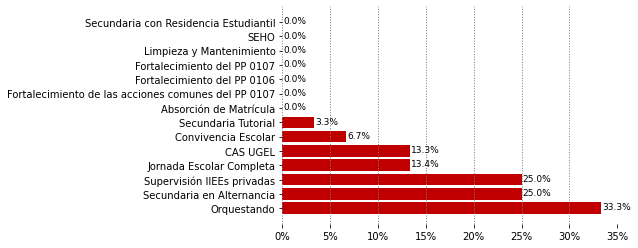 Secundaria con Residencia Estudiantil 0.0%
SEHO 0.0%
Limpieza y Mantenimiento 0.0%
Fortalecimiento del PP 0107 0.0%
Fortalecimiento del PP 0106 0.0%
Fortalecimiento de las acciones comunes del PP 0107 0.0%
Absorción de Matrícula 0.0%
Secundaria Tutorial 3.3%
Convivencia Escolar 6.7%
CAS UGEL 13.3%
Jornada Escolar Completa 13.4%
Supervisión IIEEs privadas 25.0%
Secundaria en Alternancia 25.0%
Orquestando 33.3%
0% 5% 10% 15% 20% 25% 30% 35%